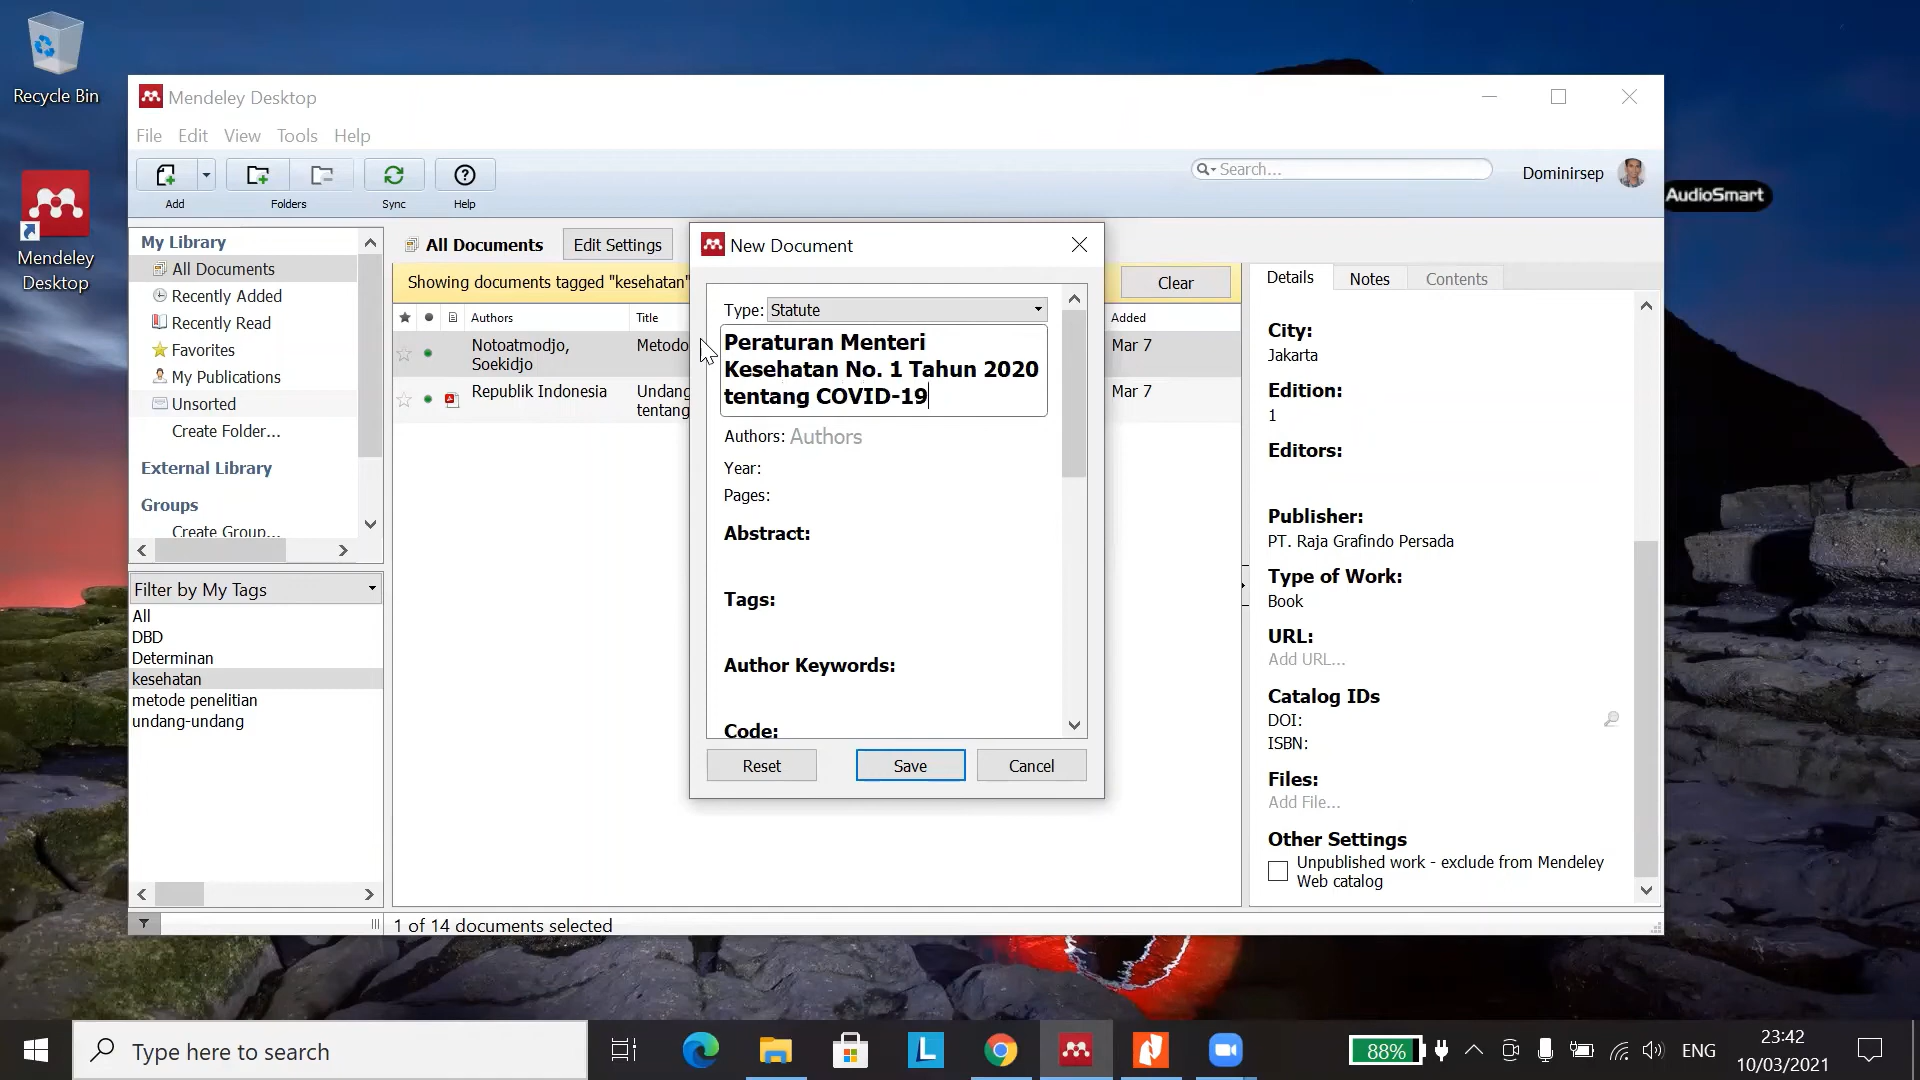 Recycle Bin
Mendeley
Desktop
Mendeley Desktop
File Edit View Tools Help
Add
Folders
Sync
Help
Search...
Dominirsep
AudioSmart
My Library
All Documents
Recently Added
Recently Read
Favorites
My Publications
Unsorted
Create Folder...
External Library
Groups
Create Group...
Filter by My Tags
All
DBD
Determinan
kesehatan
metode penelitian
undang-undang
All Documents
Edit Settings
Showing documents tagged "kesehatan"
Clear
Authors Title Added
Notoatmodjo,
Soekidjo
Metodo
Mar 7
Republik Indonesia
Undang
tentang
Mar 7
1 of 14 documents selected
New Document
Type: Statute
Peraturan Menteri
Kesehatan No. 1 Tahun 2020
tentang COVID-19
Authors: Authors
Year:
Pages:
Abstract:
Tags:
Author Keywords:
Code:
Reset
Save
Cancel
Details Notes Contents
City:
Jakarta
Edition:
1
Editors:
Publisher:
PT. Raja Grafindo Persada
Type of Work:
Book
URL:
Add URL...
Catalog IDs
DOI:
ISBN:
Files:
Add File...
Other Settings
Unpublished work - exclude from Mendeley
Web catalog
Type here to search
L
88%
ENG
23:42
10/03/2021